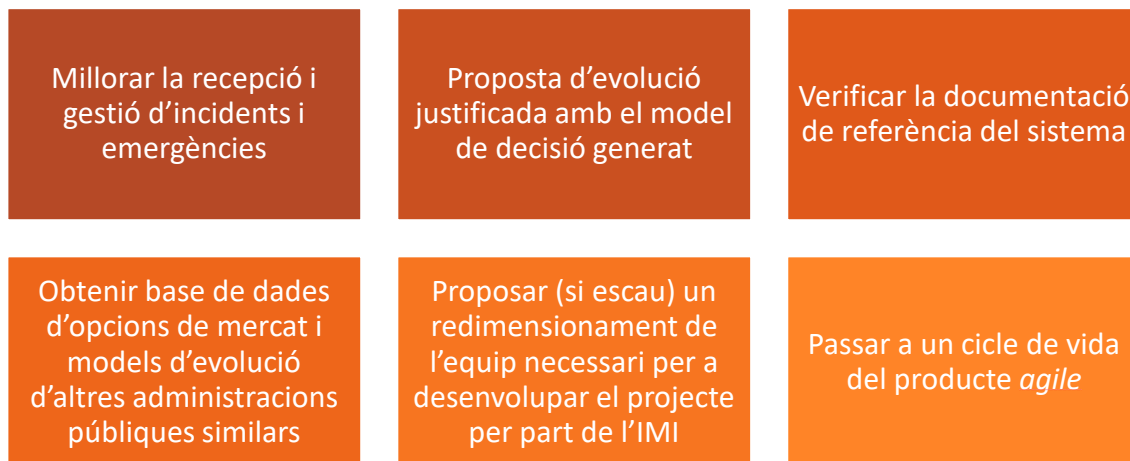 Millorar la recepció i
gestió d'incidents i
emergències
Proposta d'evolució
justificada amb el model
de decisió generat
Verificar la documentació
de referència del sistema
Obtenir base de dades
d'opcions de mercat i
models d'evolució
d'altres administracions
públiques similars
Proposar (si escau) un
redimensionament de
l'equip necessari per a
desenvolupar el projecte
per part de l'IMI
Passar a un cicle de vida
del producte agile